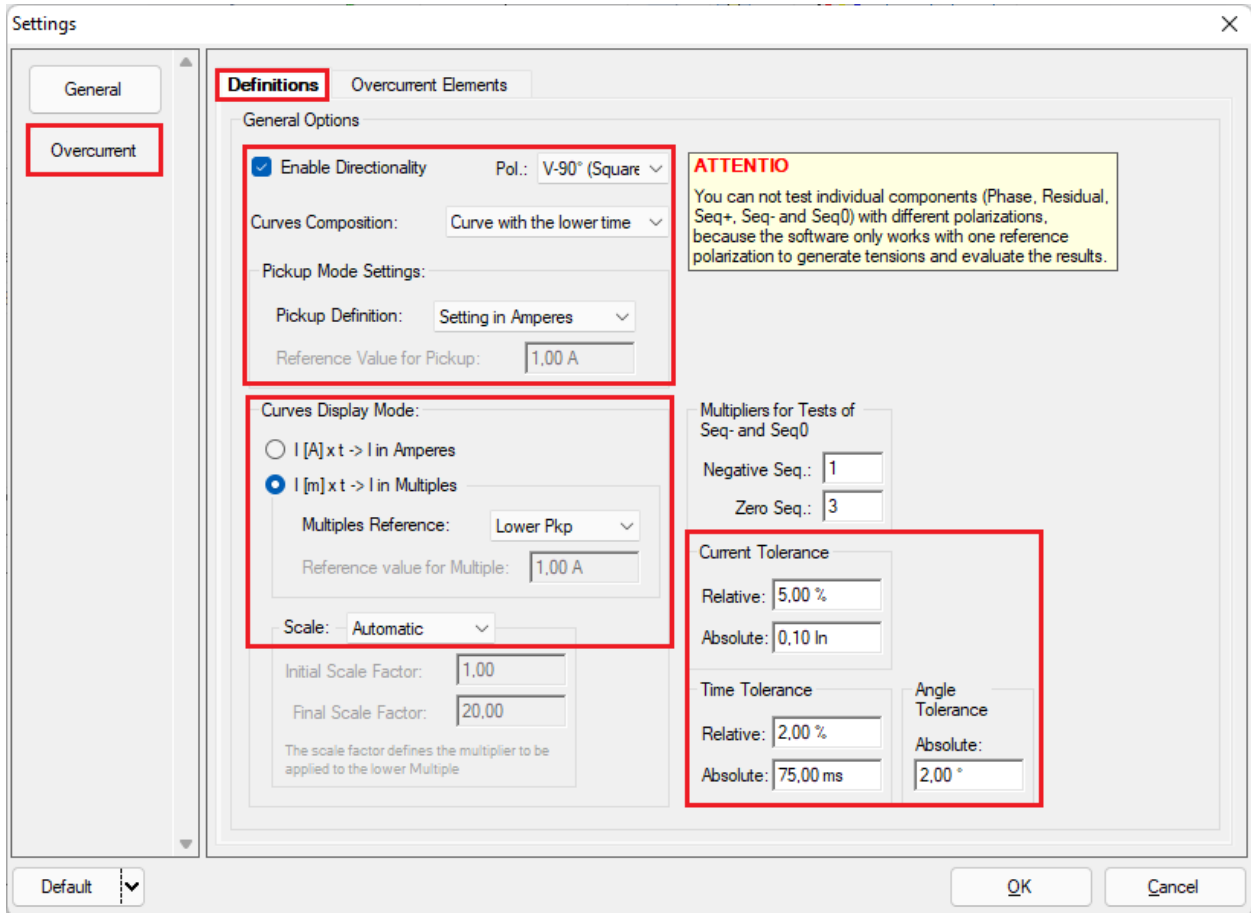 Settings
General
Overcurrent
Definitions
Overcurrent Elements
General Options
Enable Directionality
Pol.: V-90° (Square
Curves Composition: Curve with the lower time
Pickup Mode Settings:
Pickup Definition: Setting in Amperes
Reference Value for Pickup: 1,00 A
ATTENTIO
You can not test individual components (Phase, Residual,
Seq+, Seq- and Seq0) with different polarizations,
because the software only works with one reference
polarization to generate tensions and evaluate the results.
Curves Display Mode:
I [A] x t -> I in Amperes
I [m] x t -> I in Multiples
Multiples Reference: Lower Pkp
Reference value for Multiple: 1,00 A
Scale: Automatic
Initial Scale Factor: 1,00
Final Scale Factor: 20,00
The scale factor defines the multiplier to be
applied to the lower Multiple
Multipliers for Tests of
Seq- and Seq0
Negative Seq.: 1
Zero Seq.: 3
Current Tolerance
Relative: 5,00 %
Absolute: 0,10 In
Time Tolerance
Relative: 2,00 %
Absolute: 75,00 ms
Angle
Tolerance
Absolute:
2,00 °
Default
OK
Cancel